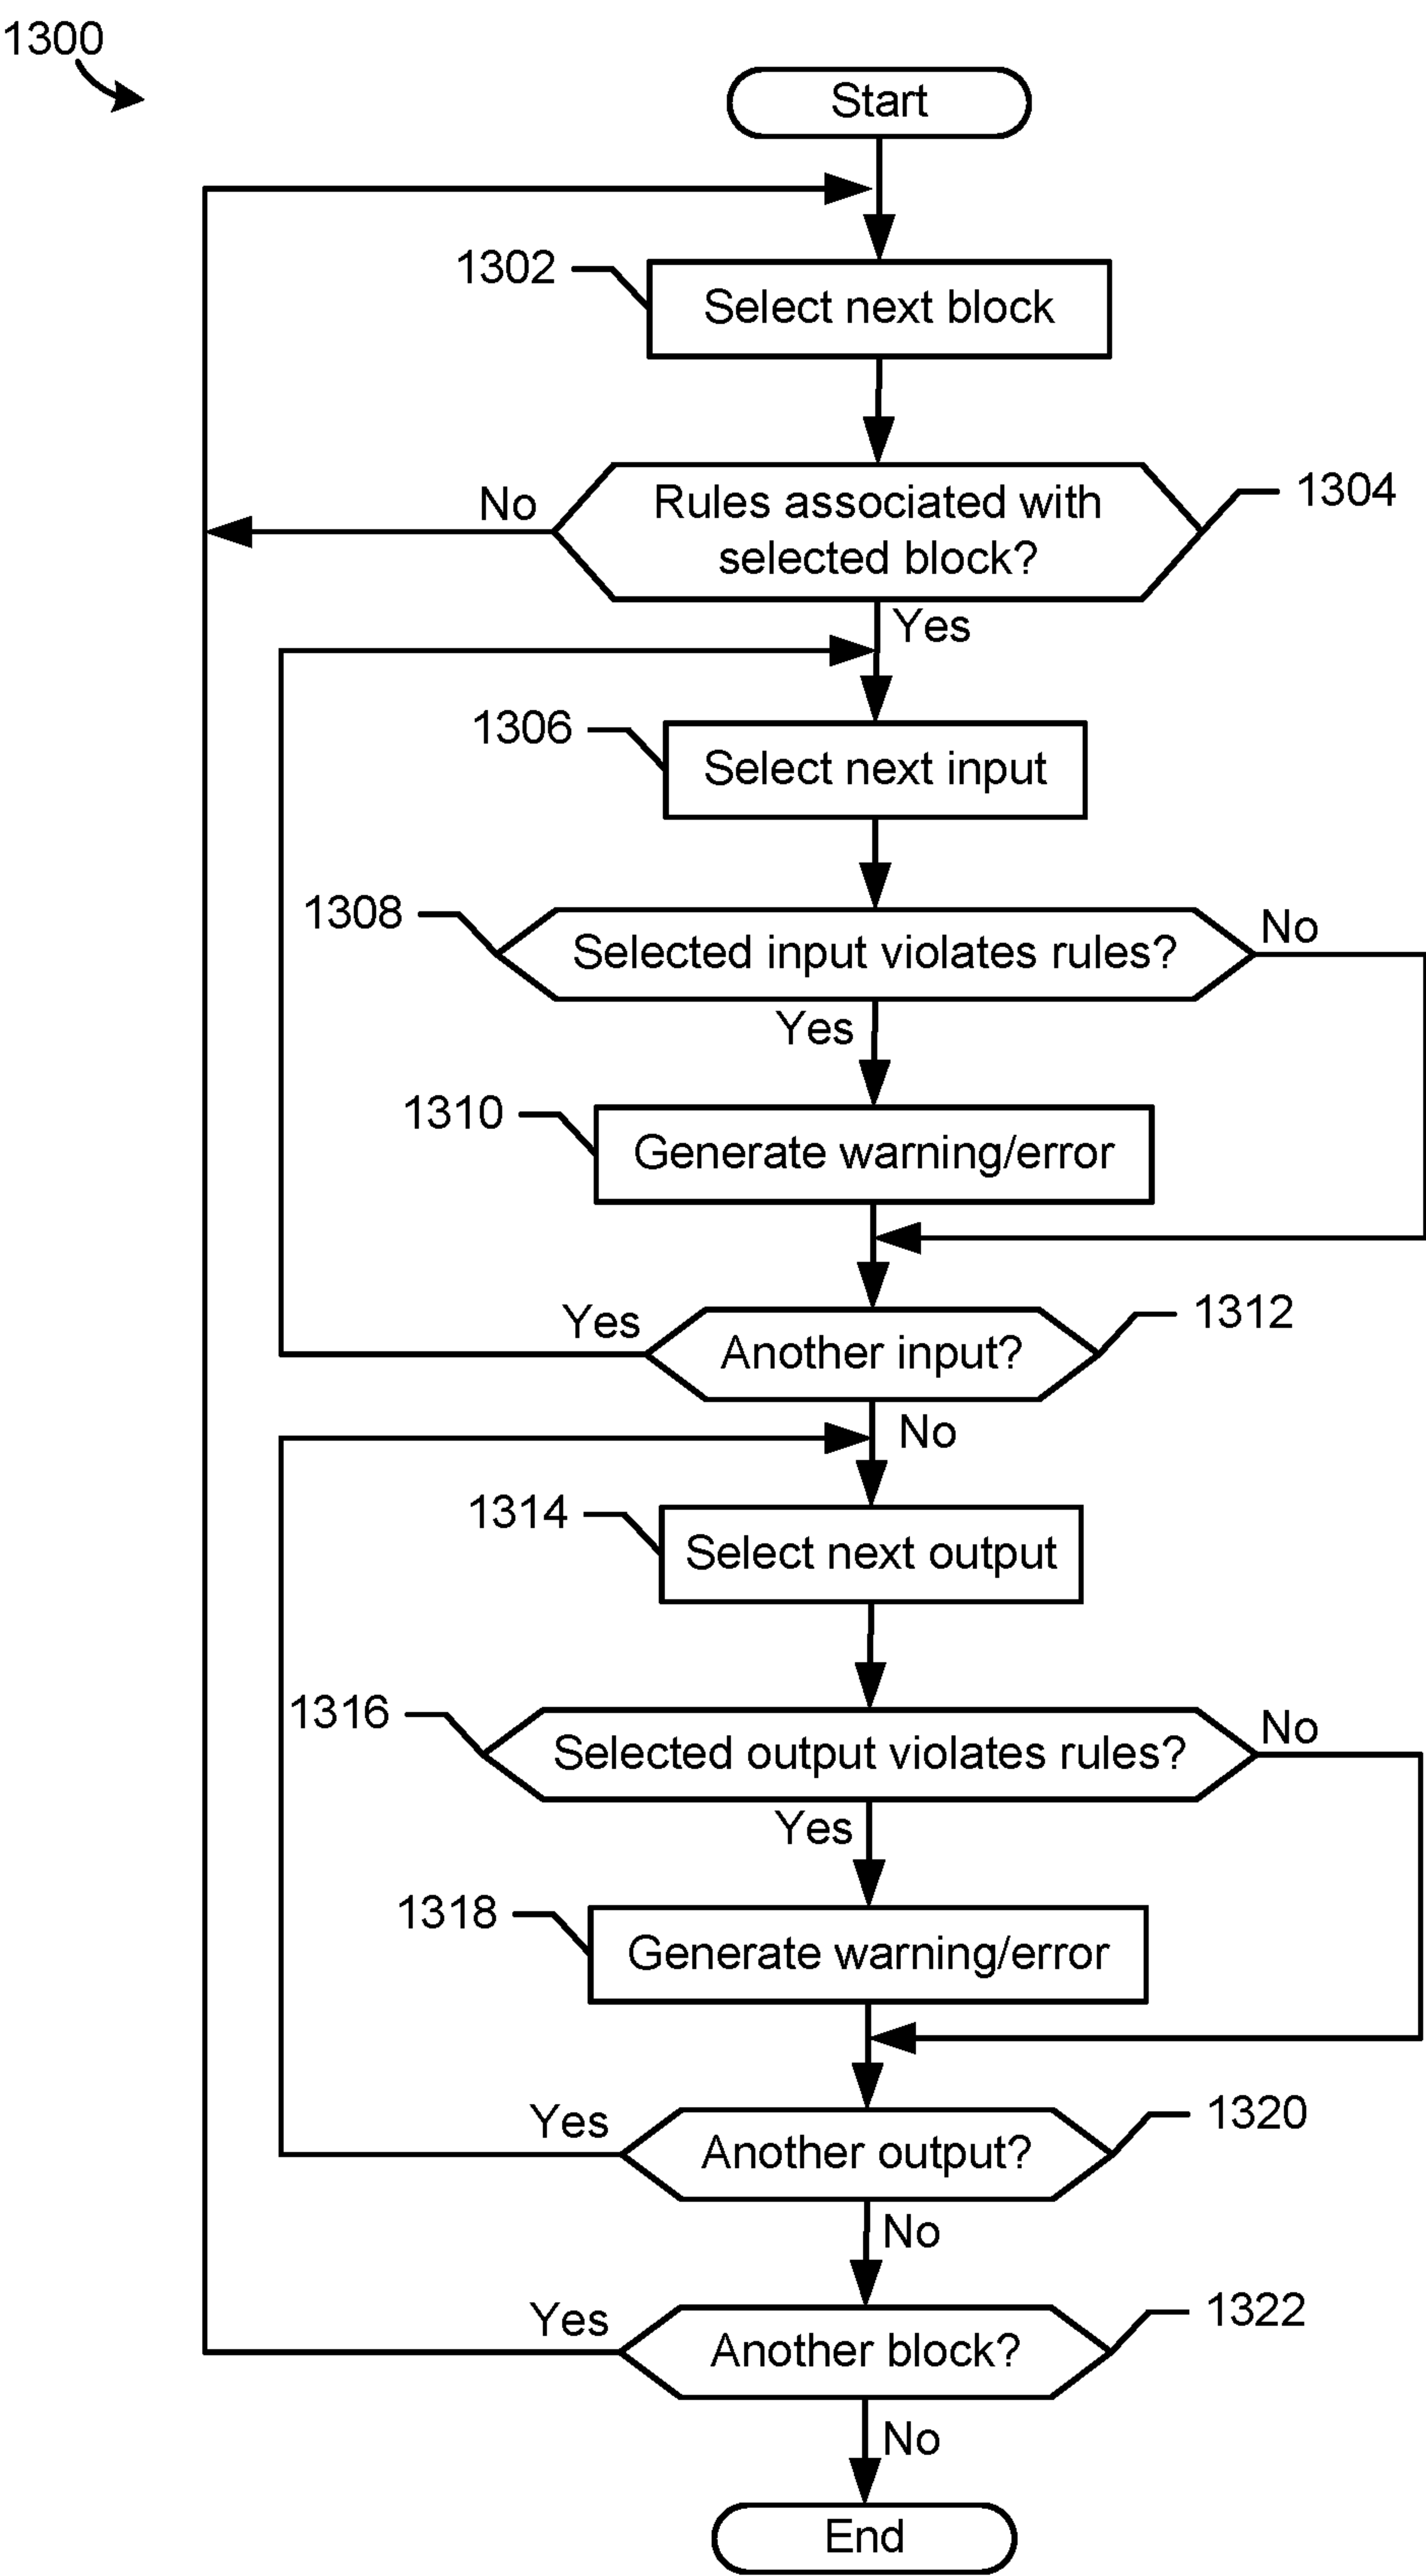 1300
Start
1302
Select next block
No
Rules associated with
selected block?
1304
Yes
1306
Select next input
1308
Selected input violates rules?
No
Yes
1310
Generate warning/error
Yes
Another input?
1312
No
1314
Select next output
1316
Selected output violates rules?
No
Yes
1318
Generate warning/error
Yes
Another output?
1320
No
Yes
Another block?
1322
No
End